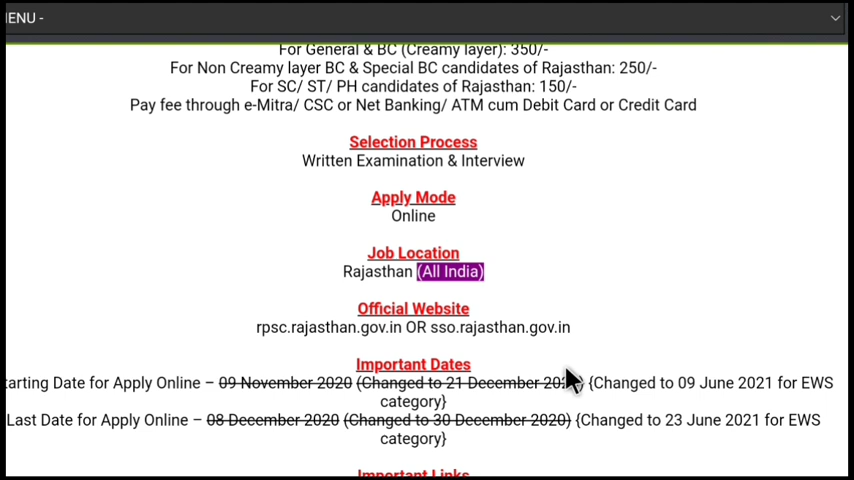 ENU -
For General & BC (Creamy layer): 350/-
For Non Creamy layer BC & Special BC candidates of Rajasthan: 250/-
For SC/ ST/ PH candidates of Rajasthan: 150/-
Pay fee through e-Mitra/ CSC or Net Banking/ ATM cum Debit Card or Credit Card
Selection Process
Written Examination & Interview
Apply Mode
Online
Job Location
Rajasthan (All India)
Official Website
rpsc.rajasthan.gov.in OR sso.rajasthan.gov.in
Important Dates
tarting Date for Apply Online – 09 November 2020 (Changed to 21 December 2020) {Changed to 09 June 2021 for EWS
category}
Last Date for Apply Online – 08 December 2020 (Changed to 30 December 2020) {Changed to 23 June 2021 for EWS
category}
Important Links